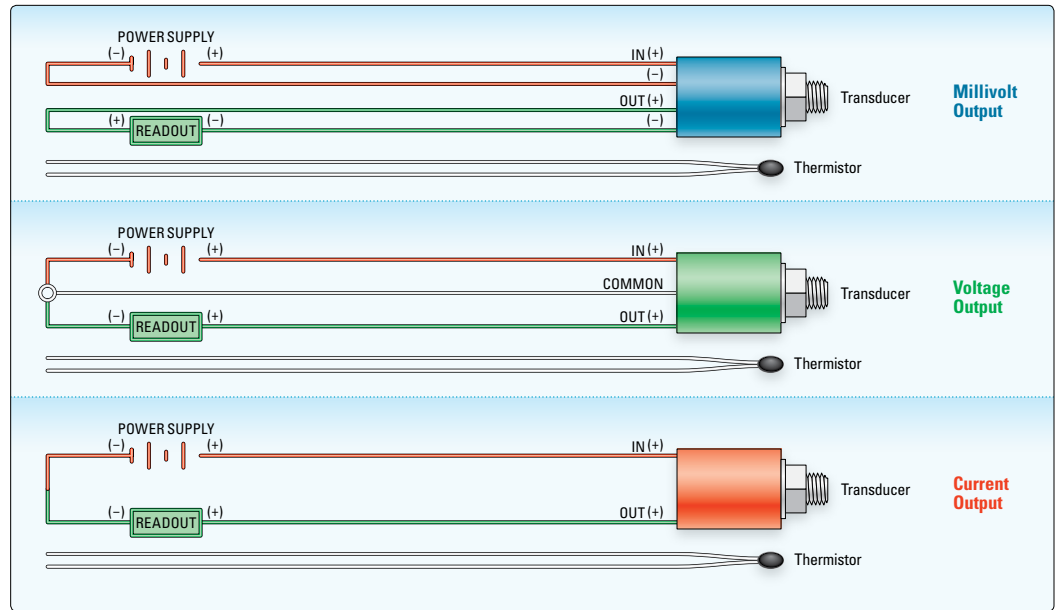 POWER SUPPLY
(−) (+) IN (+)
(−)
OUT (+)
(+) READOUT (−) (−)
Transducer
Millivolt
Output
Thermistor
POWER SUPPLY
(−) (+) IN (+)
COMMON
Transducer
Voltage
Output
(−) READOUT (+) OUT (+)
Thermistor
POWER SUPPLY
(−) (+) IN (+)
Transducer
Current
Output
(−) READOUT (+) OUT (+)
Thermistor